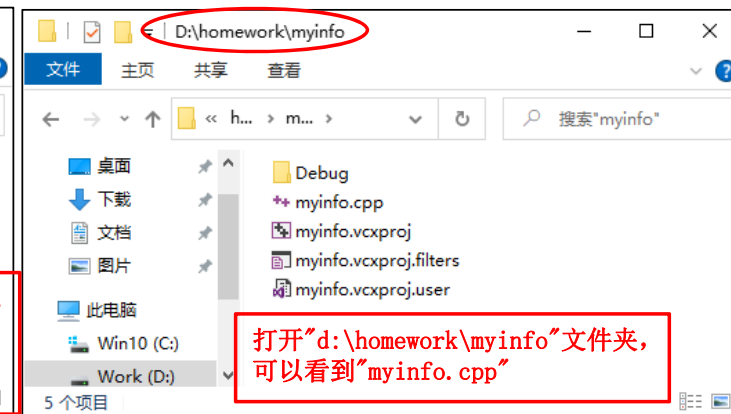 D:\homework\myinfo
文件 主页 共享 查看
« h... › m... ›
搜索"myinfo"
桌面
下载
文档
图片
此电脑
Win10 (C:)
Work (D:)
Debug
myinfo.cpp
myinfo.vcxproj
myinfo.vcxproj.filters
myinfo.vcxproj.user
打开"d:\homework\myinfo"文件夹，
可以看到"myinfo.cpp"
5 个项目